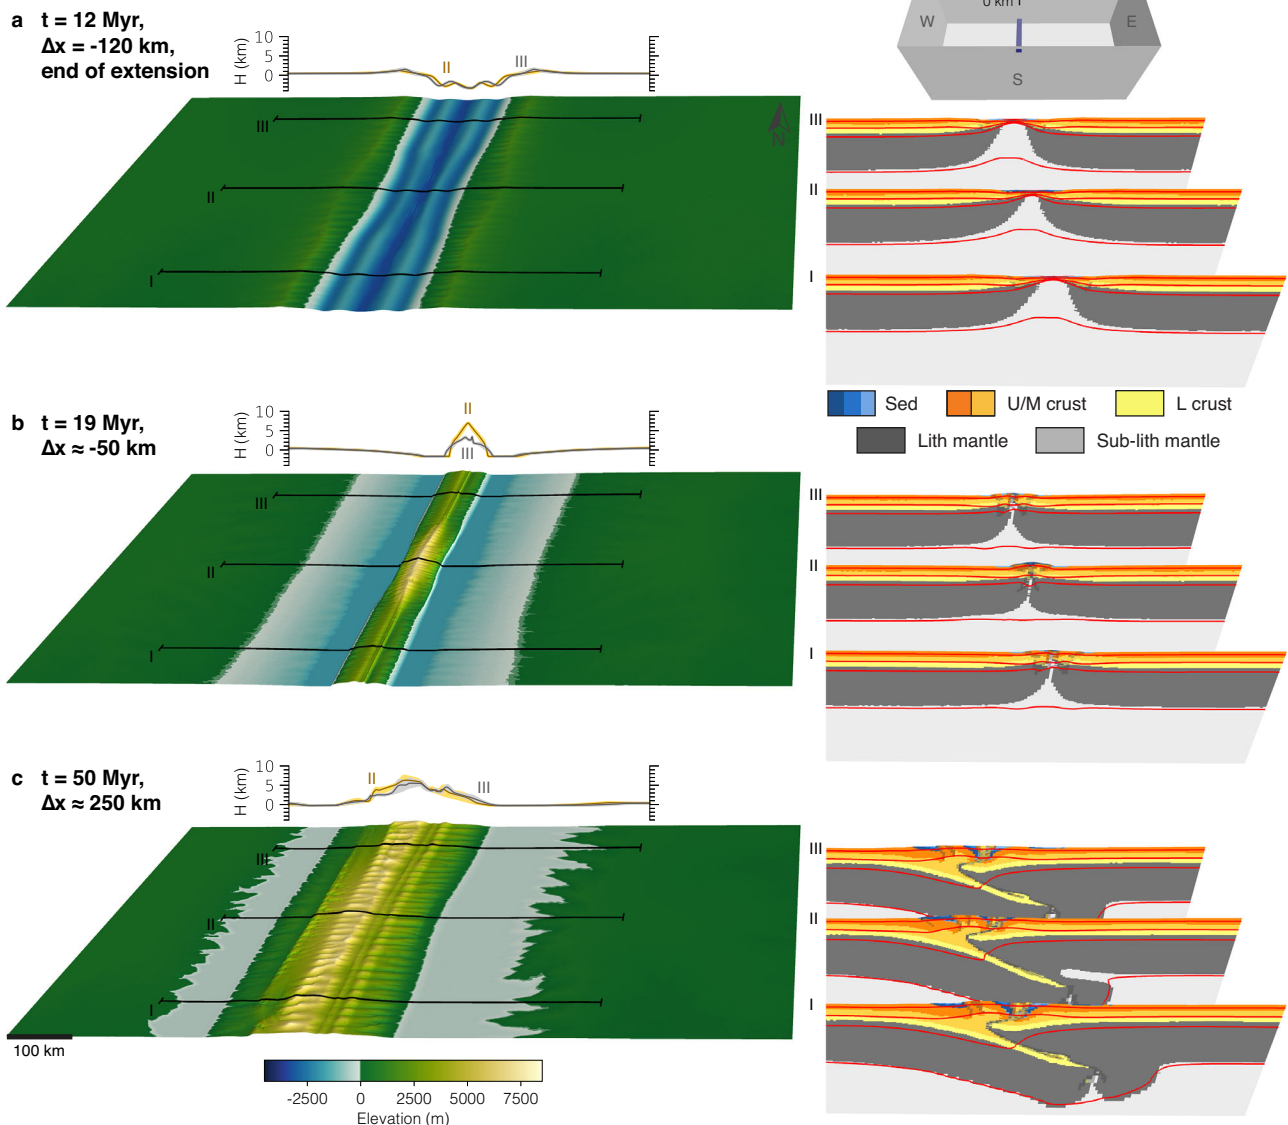 a t = 12 Myr,
Δx = -120 km,
end of extension
H (km)
10
5
0
II
III
III
II
I
N
0 km
W
E
S
III
II
I
Sed
U/M crust
L crust
Lith mantle
Sub-lith mantle
b t = 19 Myr,
Δx ≈ -50 km
H (km)
10
5
0
II
III
III
II
I
III
II
I
c t = 50 Myr,
Δx ≈ 250 km
H (km)
10
5
0
II
III
III
II
I
III
II
I
100 km
-2500 0 2500 5000 7500
Elevation (m)